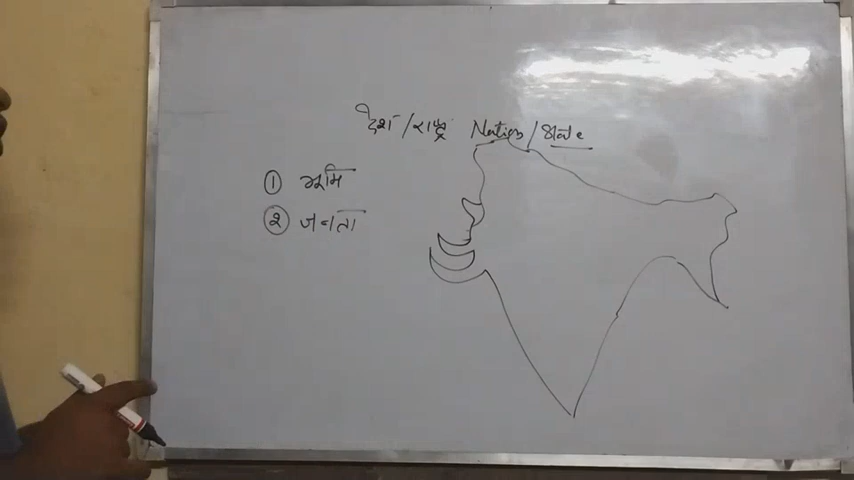 देश/राष्ट्र Nation/State
① भूमि
② जनता